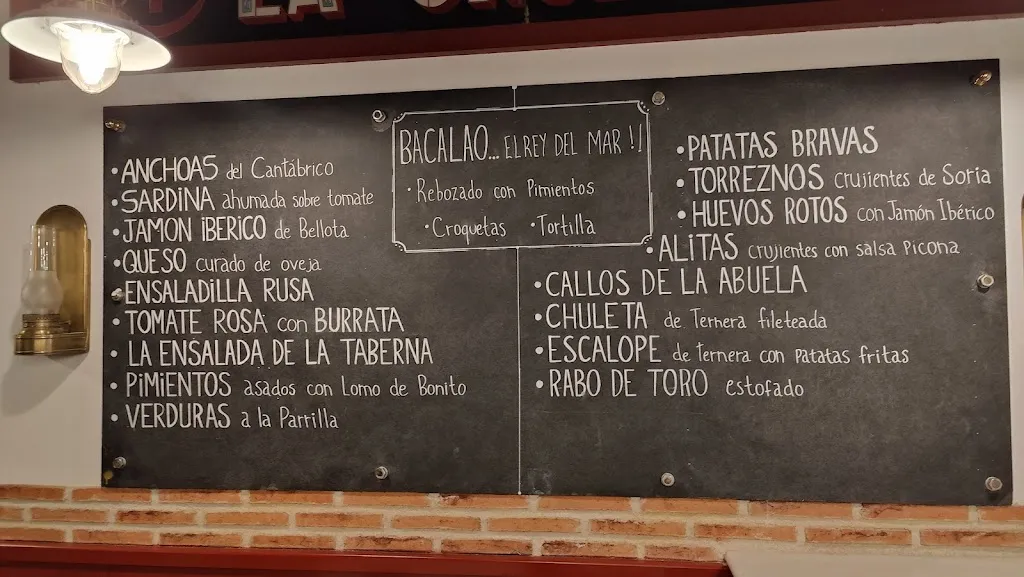 LA
• ANCHOAS del Cantábrico
• SARDINA ahumada sobre tomate
• JAMON IBERICO de Bellota
• QUESO curado de oveja
• ENSALADILLA RUSA
• TOMATE ROSA con BURRATA
• LA ENSALADA DE LA TABERNA
• PIMIENTOS asados con Lomo de Bonito
• VERDURAS a la Parrilla
BACALAO... EL REY DEL MAR !!
• Rebozado con Pimientos
• Croquetas • Tortilla
• PATATAS BRAVAS
• TORREZNOS crujientes de Soria
• HUEVOS ROTOS con Jamón Ibérico
• ALITAS crujientes con salsa picona
• CALLOS DE LA ABUELA
• CHULETA de Ternera fileteada
• ESCALOPE de ternera con patatas fritas
• RABO DE TORO estofado